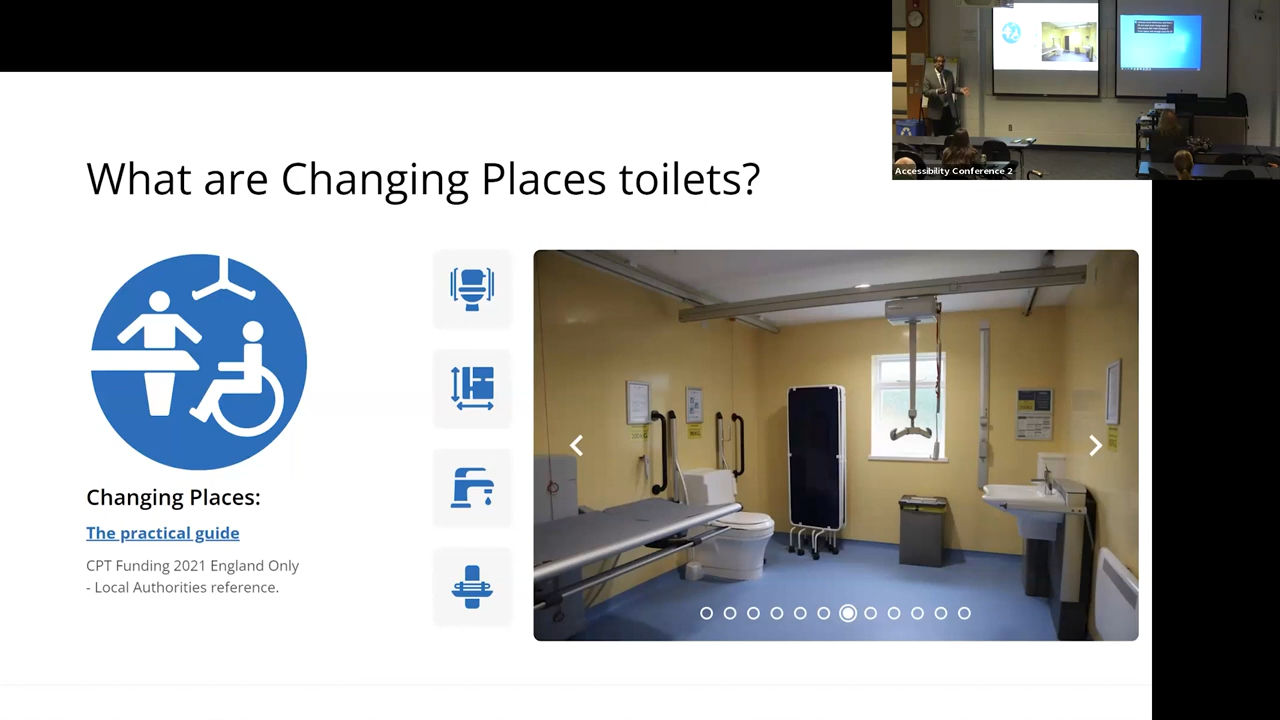 Accessibility Conference 2
What are Changing Places toilets?
Changing Places:
The practical guide
CPT Funding 2021 England Only
- Local Authorities reference.